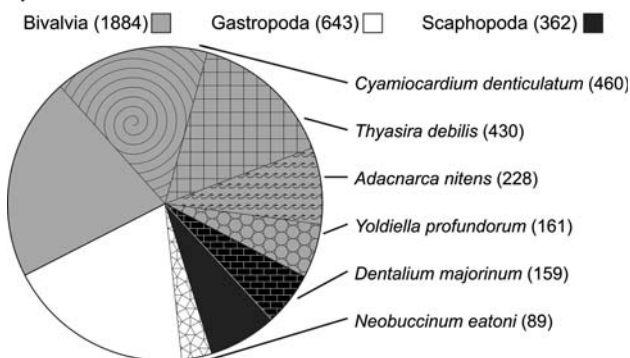 Bivalvia (1884) Gastropoda (643) Scaphopoda (362)
Cyamiocardium denticulatum (460)
Thyasira debilis (430)
Adacnarca nitens (228)
Yoldiella profundorum (161)
Dentalium majorinum (159)
Neobuccinum eatoni (89)